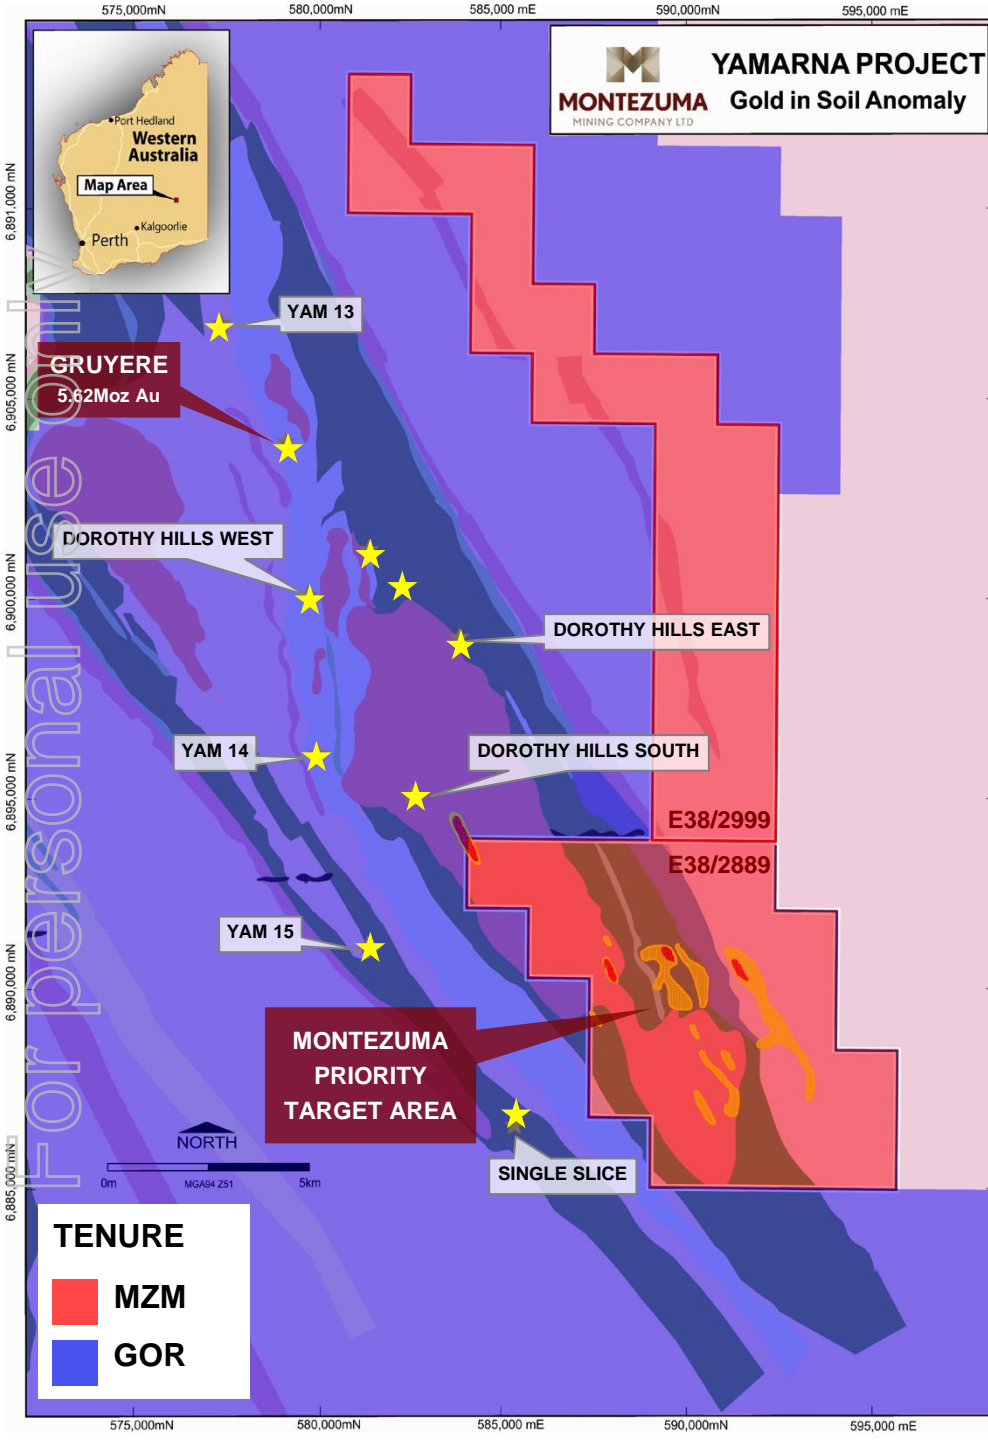 575,000mN
580,000mN
585,000 mE
590,000mN
595,000 mE
YAMARNA PROJECT
Gold in Soil Anomaly
MONTEZUMA
MINING COMPANY LTD
Port Hedland
Western
Australia
Map Area
Kalgoorlie
Perth
6,891,000 mN
6,905,000 mN
6,900,000 mN
6,895,000 mN
6,890,000 mN
6,885,000 mN
For personal use only
YAM 13
GRUYERE
5.62Moz Au
DOROTHY HILLS WEST
DOROTHY HILLS EAST
YAM 14
DOROTHY HILLS SOUTH
E38/2999
E38/2889
YAM 15
MONTEZUMA
PRIORITY
TARGET AREA
NORTH
0m
MGA94 Z51
5km
SINGLE SLICE
TENURE
MZM
GOR
575,000mN
580,000mN
585,000 mE
590,000mN
595,000 mE